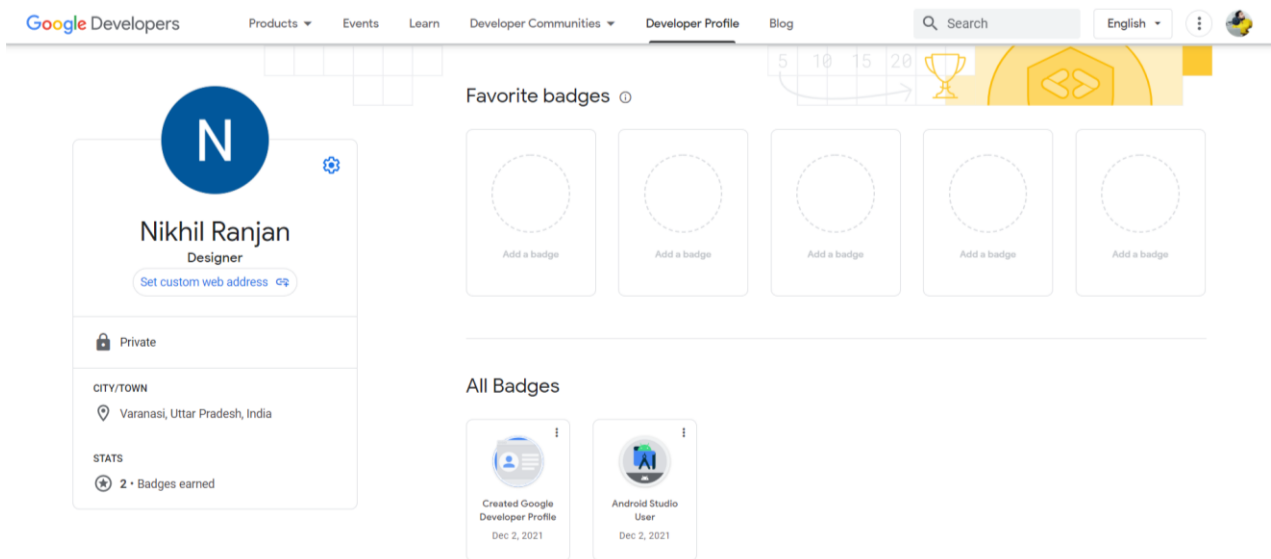 Google Developers Products Events Learn Developer Communities Developer Profile Blog Search English
5 10 15 20
N
Nikhil Ranjan
Designer
Set custom web address
Private
CITY/TOWN
Varanasi, Uttar Pradesh, India
STATS
2 • Badges earned
Favorite badges
Add a badge Add a badge Add a badge Add a badge Add a badge
All Badges
Created Google
Developer Profile
Dec 2, 2021
Android Studio
User
Dec 2, 2021